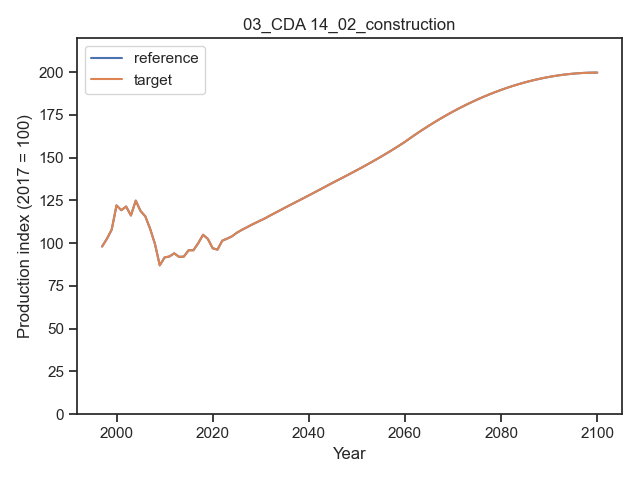 03_CDA 14_02_construction
reference
target
Production index (2017 = 100)
200
175
150
125
100
75
50
25
0
2000 2020 2040 2060 2080 2100
Year